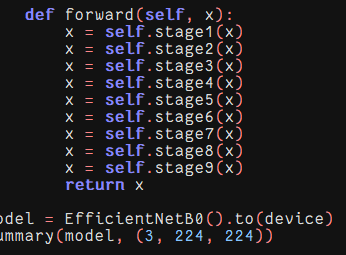 def forward(self, x):
x = self.stage1(x)
x = self.stage2(x)
x = self.stage3(x)
x = self.stage4(x)
x = self.stage5(x)
x = self.stage6(x)
x = self.stage7(x)
x = self.stage8(x)
x = self.stage9(x)
return x
odel = EfficientNetB0().to(device)
ummary(model, (3, 224, 224))